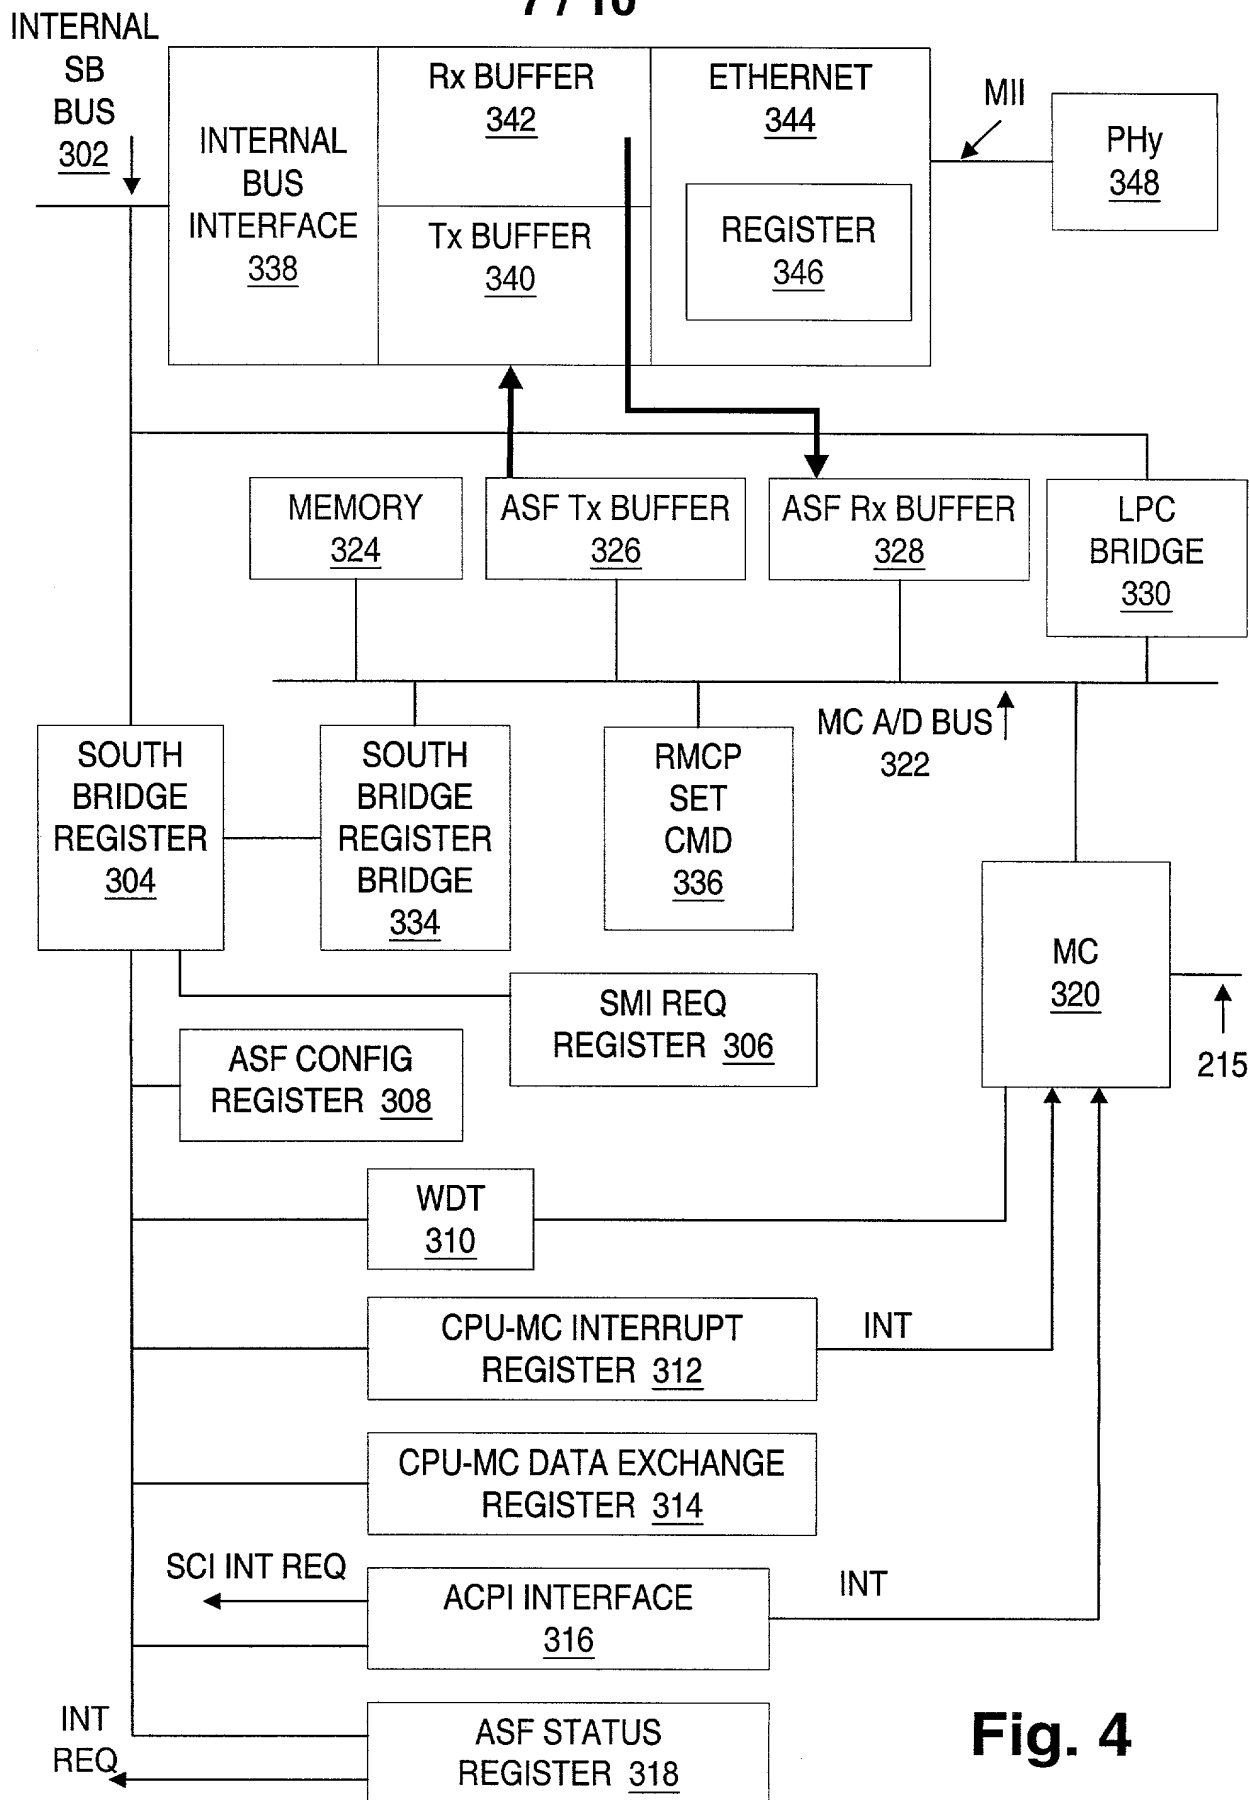 7 / 10
INTERNAL
SB
BUS
302
INTERNAL
BUS
INTERFACE
338
Rx BUFFER
342
Tx BUFFER
340
ETHERNET
344
REGISTER
346
MII
PHy
348
MEMORY
324
ASF Tx BUFFER
326
ASF Rx BUFFER
328
LPC
BRIDGE
330
MC A/D BUS
322
SOUTH
BRIDGE
REGISTER
304
SOUTH
BRIDGE
REGISTER
BRIDGE
334
RMCP
SET
CMD
336
MC
320
215
SMI REQ
REGISTER 306
ASF CONFIG
REGISTER 308
WDT
310
CPU-MC INTERRUPT
REGISTER 312
INT
CPU-MC DATA EXCHANGE
REGISTER 314
SCI INT REQ
ACPI INTERFACE
316
INT
INT
REQ
ASF STATUS
REGISTER 318
Fig. 4